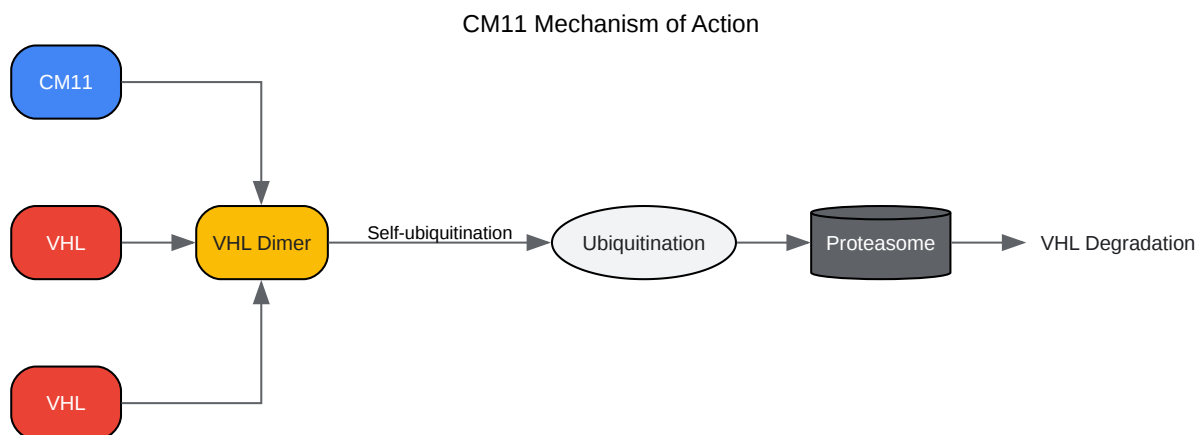 CM11 Mechanism of Action
CM11
VHL
VHL Dimer
Self-ubiquitination
Ubiquitination
Proteasome
VHL Degradation
VHL